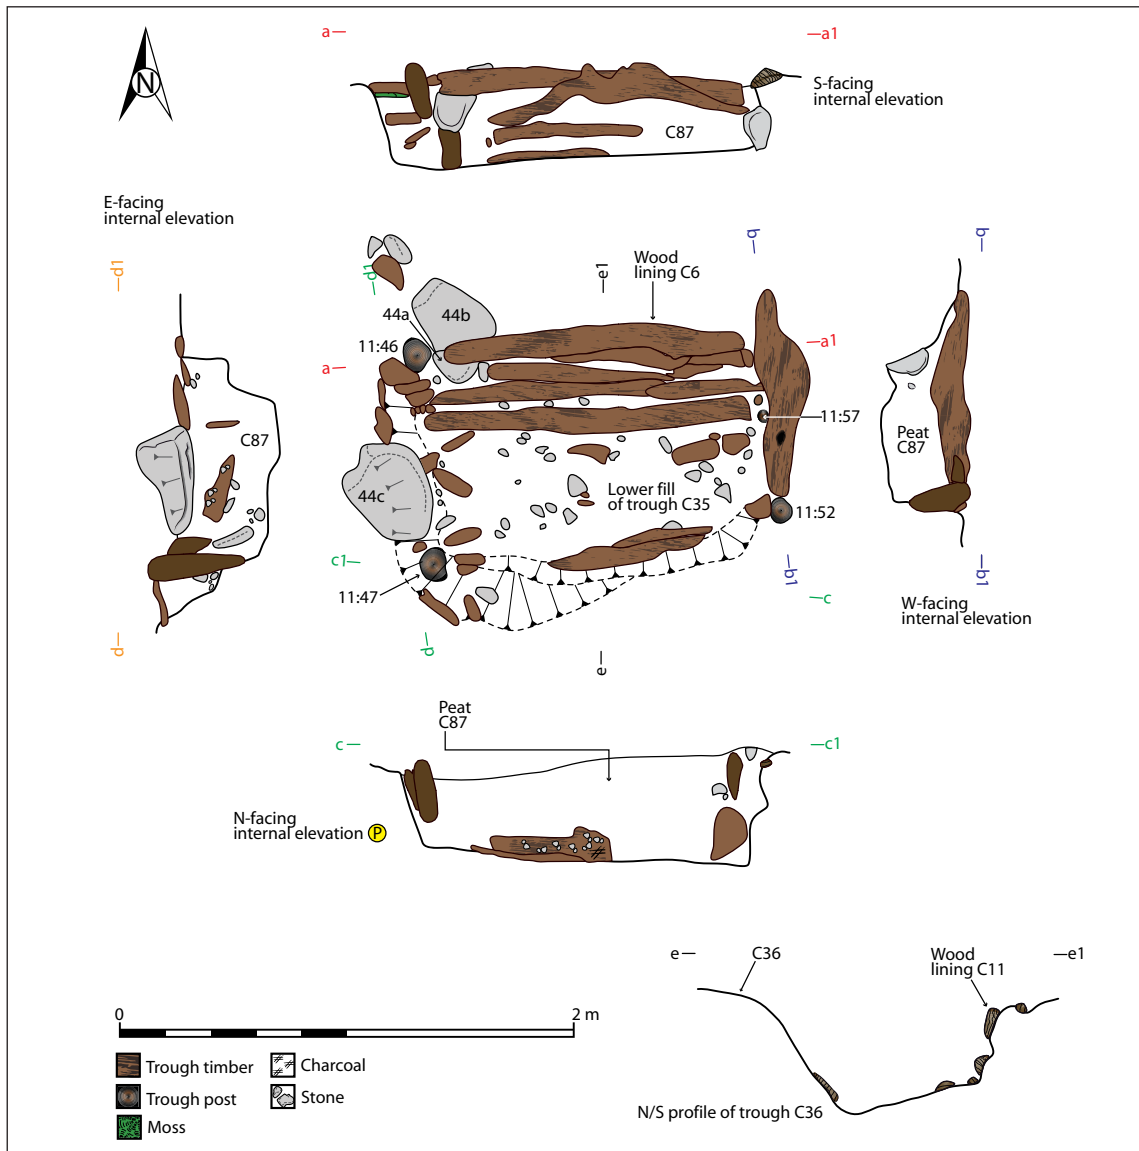 a
a1
N
S-facing
internal elevation
C87
E-facing
internal elevation
d1
d1
e1
Wood
lining C6
b
b
44a
44b
11:46
a
a1
11:57
C87
Peat
C87
44c
Lower fill
of trough C35
11:52
c1
11:47
b1
b1
c
W-facing
internal elevation
d
d
e
Peat
C87
c
c1
N-facing
internal elevation
P
e
C36
Wood
lining C11
e1
0
2 m
Trough timber
Charcoal
Trough post
Stone
Moss
N/S profile of trough C36